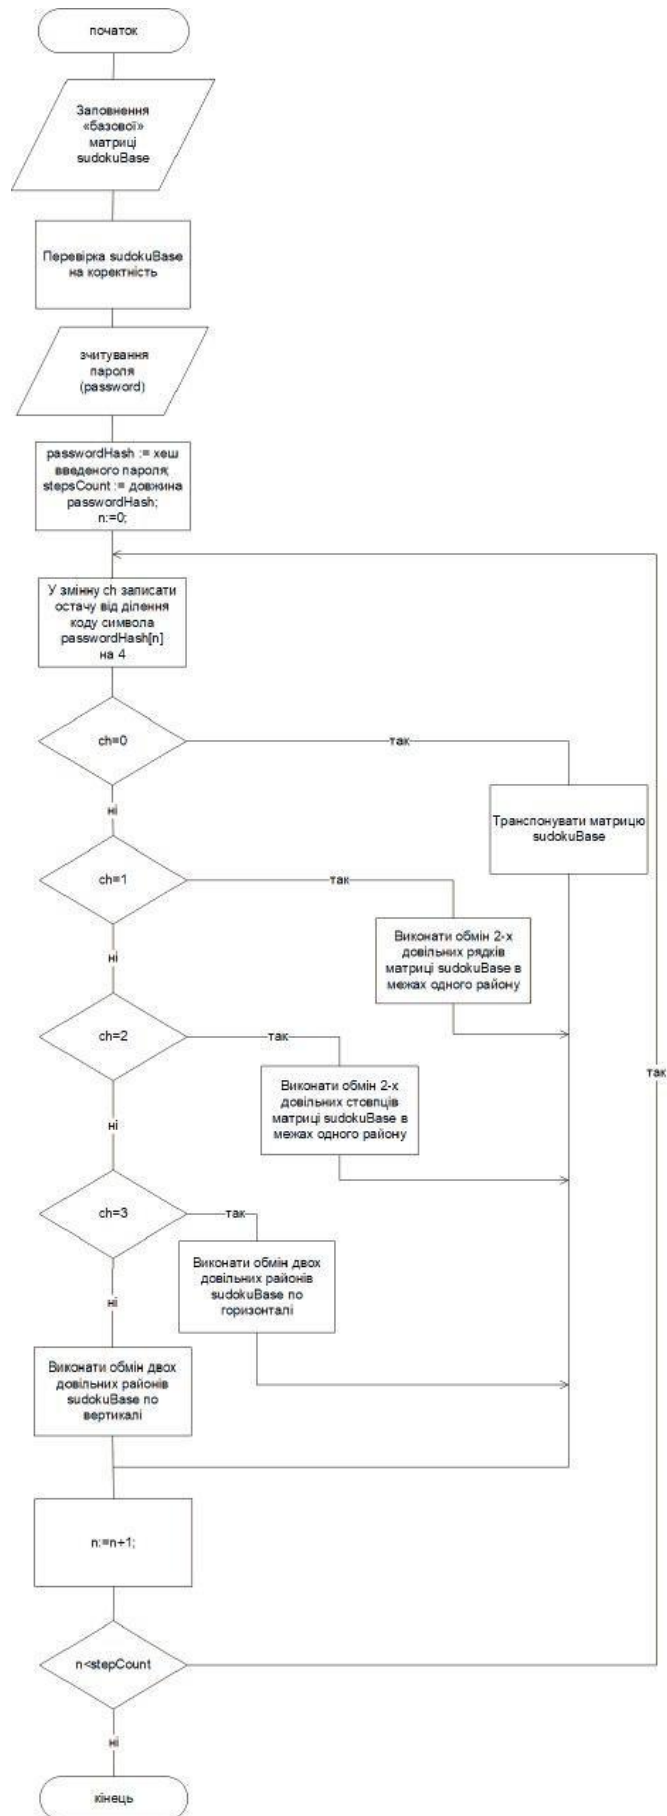 початок
Заповнення
«базової»
матриці
sudokuBase
Перевірка sudokuBase
на коректність
зчитування
пароля
(password)
passwordHash := хеш
введеного пароля;
stepsCount := довжина
passwordHash;
n:=0;
У змінну ch записати
остачу від ділення
коду символа
passwordHash[n]
на 4
ch=0
так
ні
Транспонувати матрицю
sudokuBase
ch=1
так
Виконати обмін 2-х
довільних рядків
матриці sudokuBase в
межах одного району
ні
ch=2
так
так
Виконати обмін 2-х
довільних стовпців
матриці sudokuBase в
межах одного району
ні
ch=3
так
Виконати обмін двох
довільних районів
sudokuBase по
горизонталі
ні
Виконати обмін двох
довільних районів
sudokuBase по
вертикалі
n:=n+1;
n<stepCount
ні
кінець